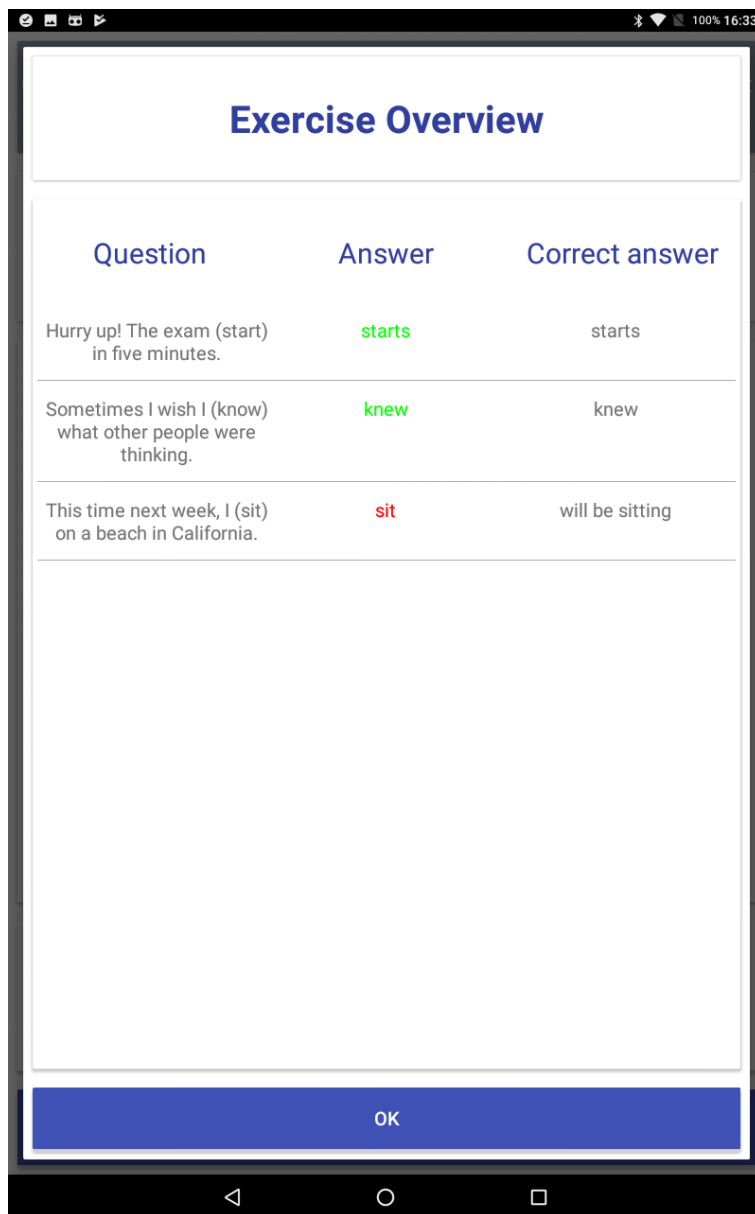 100% 16:33
Exercise Overview
Question Answer Correct answer
Hurry up! The exam (start)
in five minutes.
starts
starts
Sometimes I wish I (know)
what other people were
thinking.
knew
knew
This time next week, I (sit)
on a beach in California.
sit
will be sitting
OK